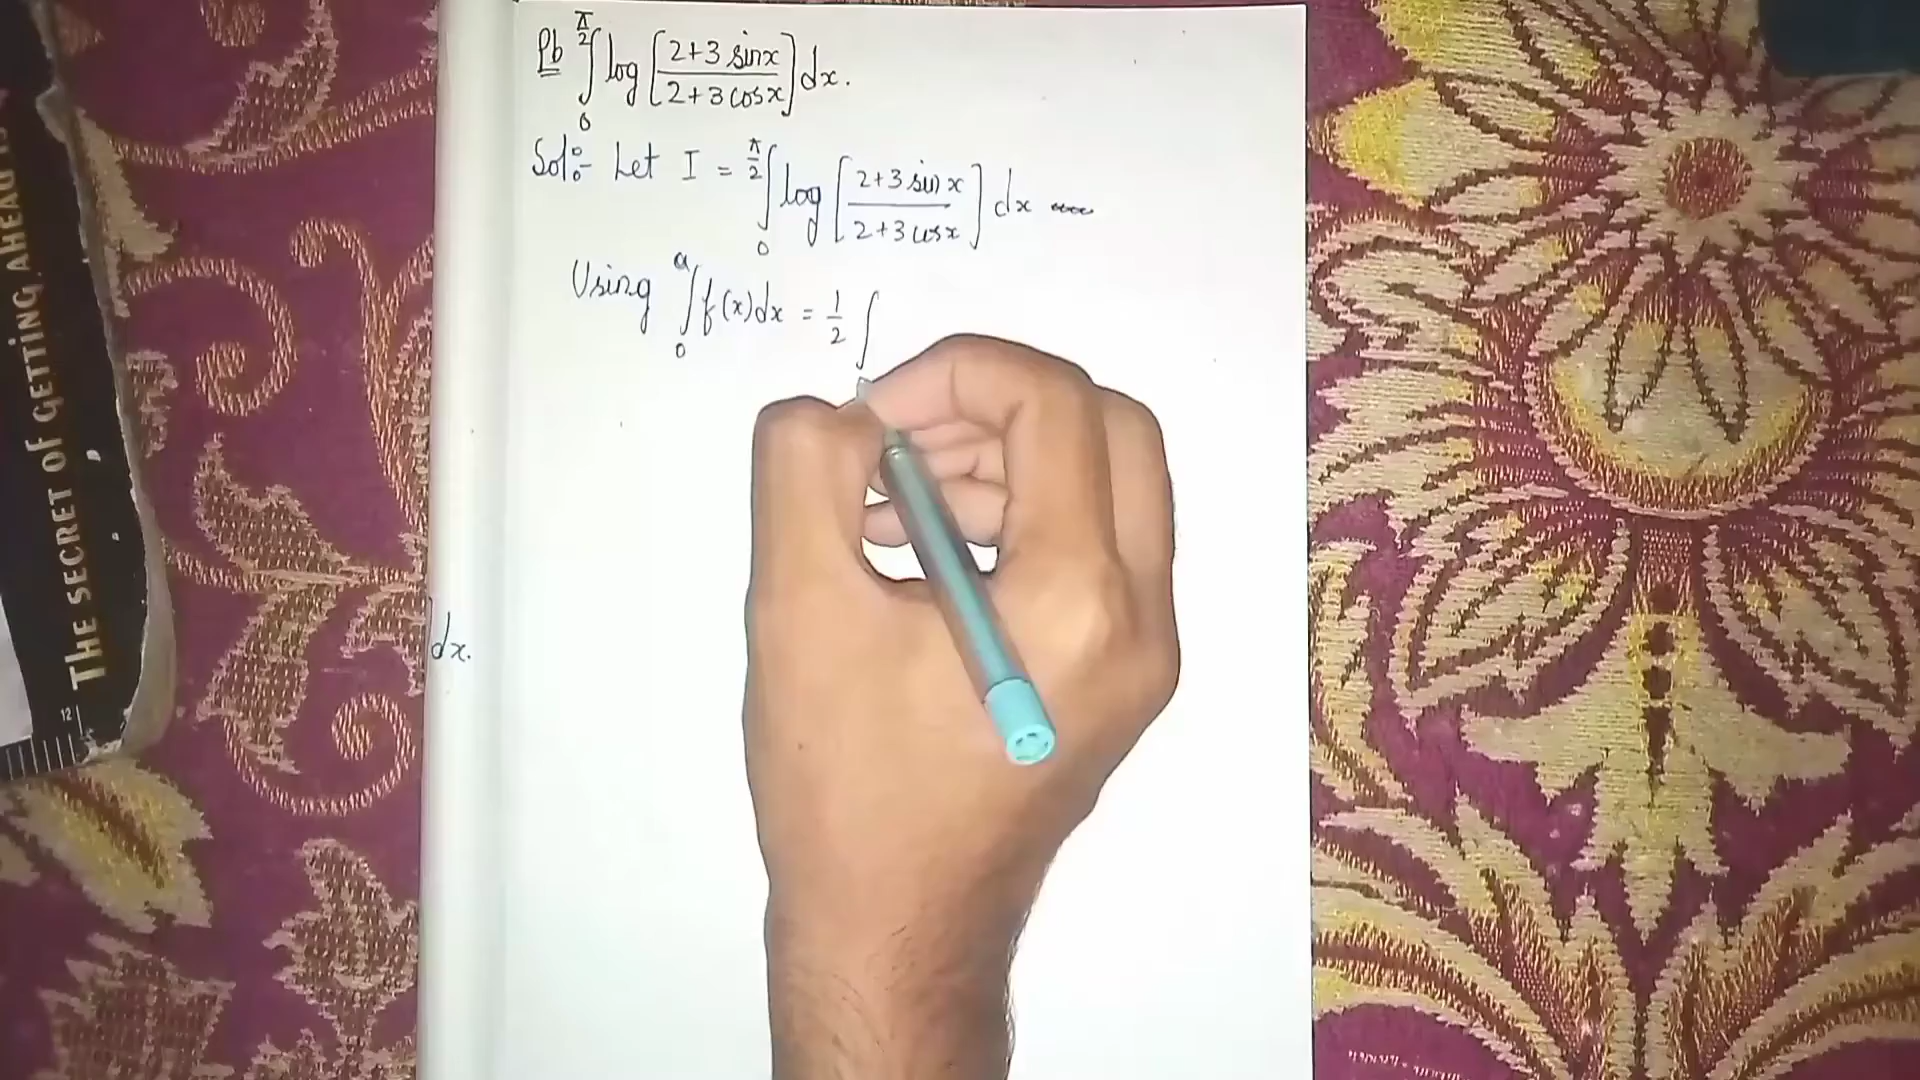 Pb ∫₀^{π/2} log [(2+3 sinx)/(2+3 cosx)] dx.
Sol:- Let I = ∫₀^{π/2} log [(2+3 sinx)/(2+3 cosx)] dx
Using ∫₀^a f(x)dx = 1/2 ∫
dx.
THE SECRET OF GETTING AHEAD IS
12